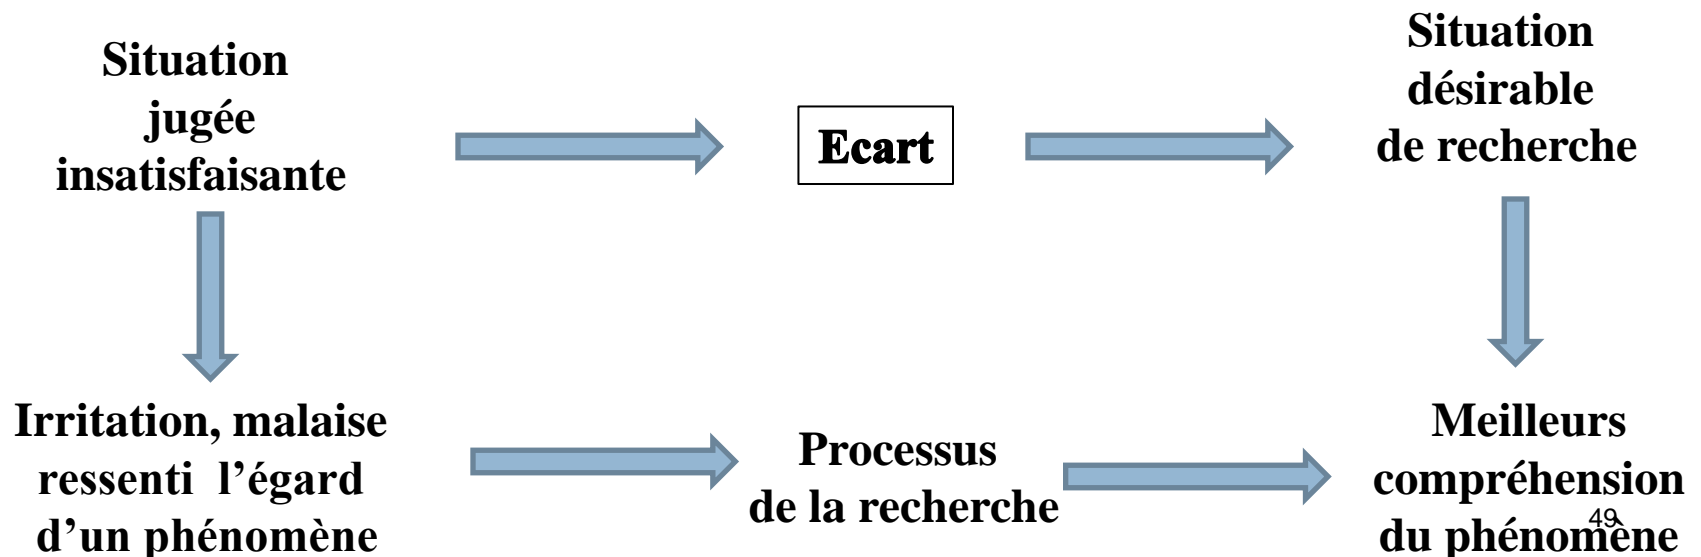 Situation
jugée
insatisfaisante
Ecart
Situation
désirable
de recherche
Irritation, malaise
ressenti l’égard
d’un phénomène
Processus
de la recherche
Meilleurs
compréhension
du phénomène
49